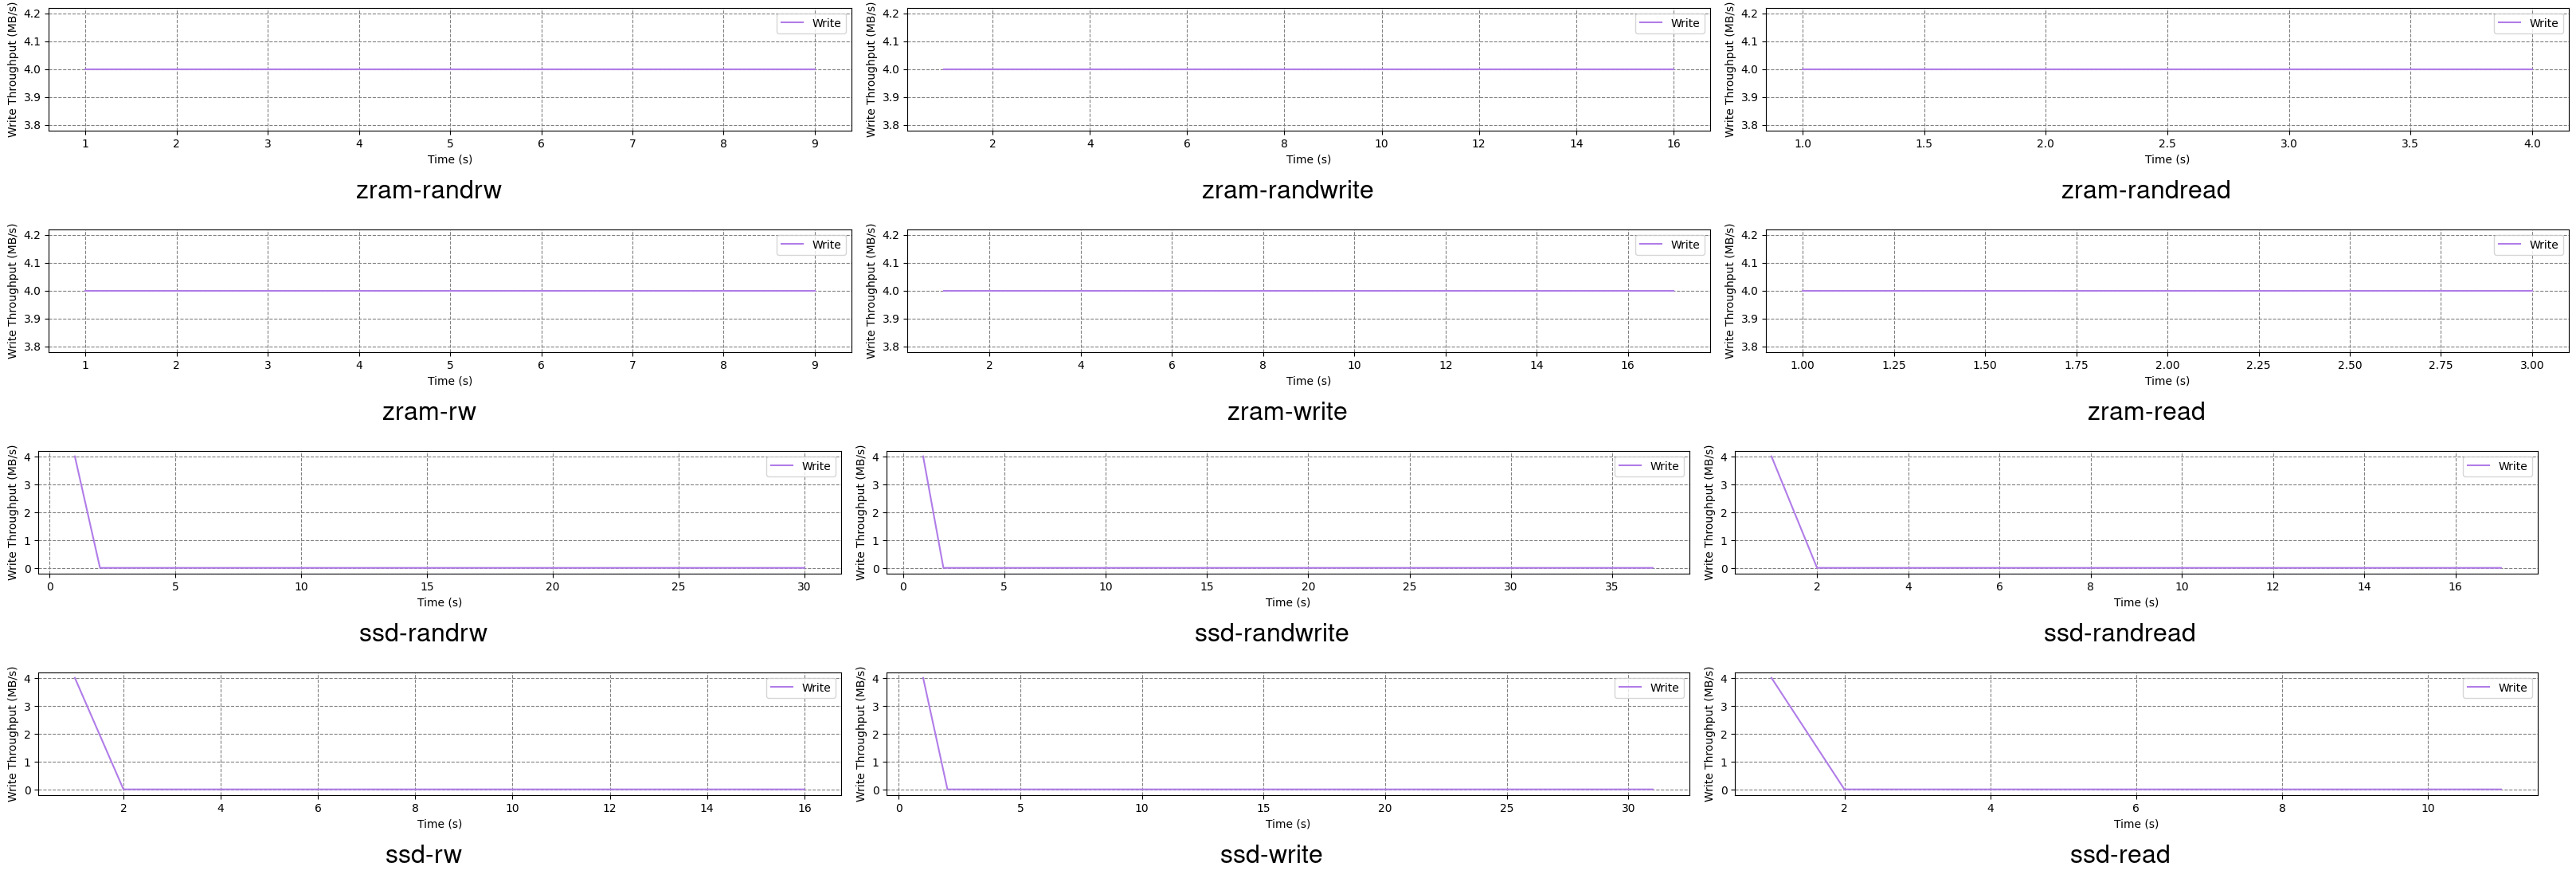 Write Throughput (MB/s)
4.2
4.1
4.0
3.9
3.8
Write
1 2 3 4 5 6 7 8 9
Time (s)
zram-randrw
Write Throughput (MB/s)
4.2
4.1
4.0
3.9
3.8
Write
2 4 6 8 10 12 14 16
Time (s)
zram-randwrite
Write Throughput (MB/s)
4.2
4.1
4.0
3.9
3.8
Write
1.0 1.5 2.0 2.5 3.0 3.5 4.0
Time (s)
zram-randread
Write Throughput (MB/s)
4.2
4.1
4.0
3.9
3.8
Write
1 2 3 4 5 6 7 8 9
Time (s)
zram-rw
Write Throughput (MB/s)
4.2
4.1
4.0
3.9
3.8
Write
2 4 6 8 10 12 14 16
Time (s)
zram-write
Write Throughput (MB/s)
4.2
4.1
4.0
3.9
3.8
Write
1.00 1.25 1.50 1.75 2.00 2.25 2.50 2.75 3.00
Time (s)
zram-read
Write Throughput (MB/s)
4
3
2
1
0
Write
0 5 10 15 20 25 30
Time (s)
ssd-randrw
Write Throughput (MB/s)
4
3
2
1
0
Write
0 5 10 15 20 25 30 35
Time (s)
ssd-randwrite
Write Throughput (MB/s)
4
3
2
1
0
Write
2 4 6 8 10 12 14 16
Time (s)
ssd-randread
Write Throughput (MB/s)
4
3
2
1
0
Write
2 4 6 8 10 12 14 16
Time (s)
ssd-rw
Write Throughput (MB/s)
4
3
2
1
0
Write
0 5 10 15 20 25 30
Time (s)
ssd-write
Write Throughput (MB/s)
4
3
2
1
0
Write
2 4 6 8 10
Time (s)
ssd-read